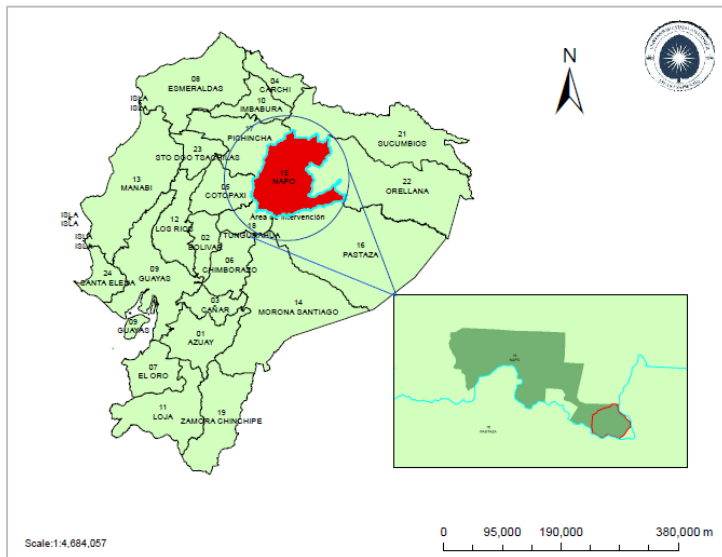 N
08
ESMERALDAS
04
CARCHI
10
IMBABURA
ISLA
ISLA
17
PICHINCHA
21
SUCUMBIOS
23
STO DGO TSACHILAS
15
NAPO
22
ORELLANA
13
MANABI
05
COTOPAXI
Area de intervención
12
LOS RIOS
18
TUNGURAHUA
ISLA
ISLA
02
BOLIVAR
16
PASTAZA
ISLA
ISLA
06
CHIMBORAZO
24
SANTA ELENA
09
GUAYAS
03
CAÑAR
14
MORONA SANTIAGO
09
GUAYAS
01
AZUAY
07
EL ORO
11
LOJA
19
ZAMORA CHINCHIPE
PASTAZA
Scale:1:4,684,057
0 95,000 190,000 380,000 m